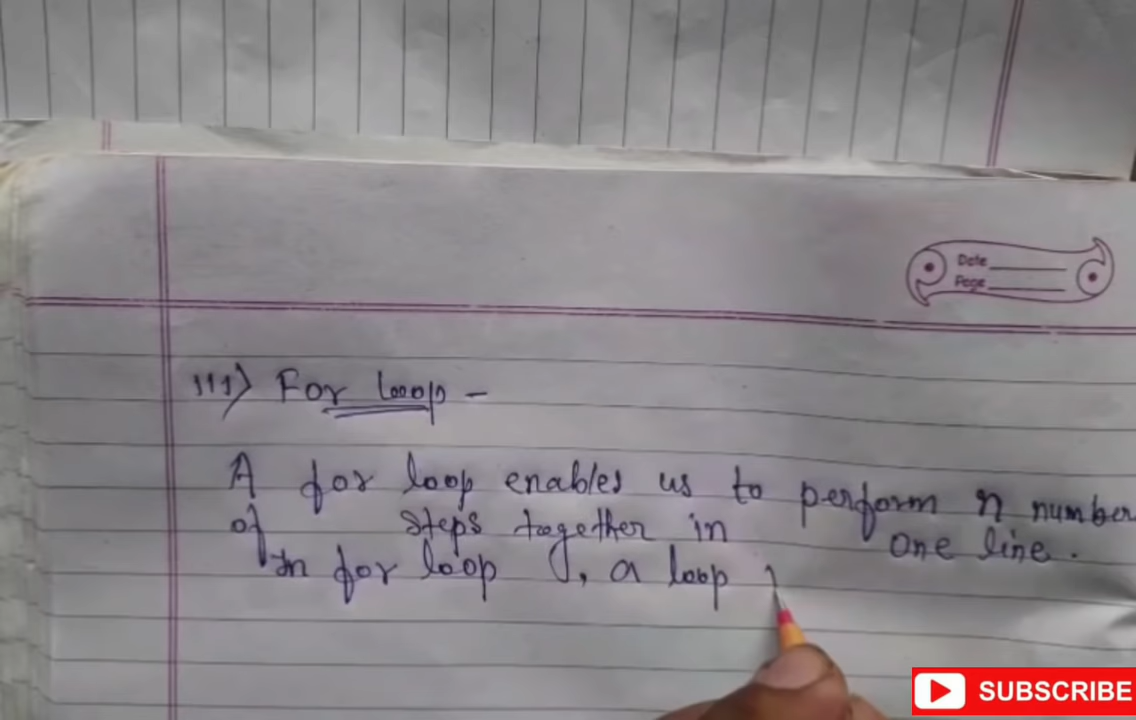 Date
Page
iii) For loop -
A for loop enables us to perform n number
of steps together in one line.
In for loop, a loop
SUBSCRIBE